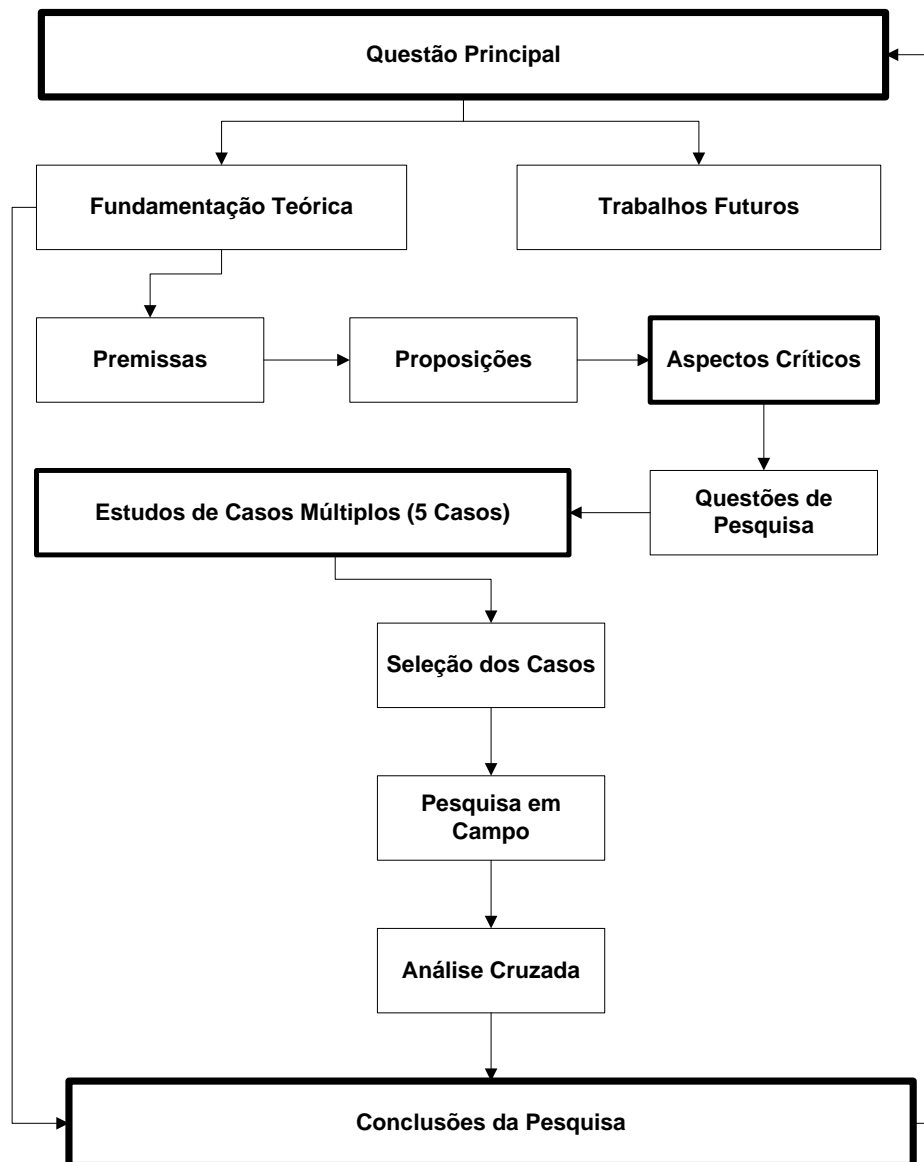 Questão Principal
Fundamentação Teórica
Trabalhos Futuros
Premissas
Proposições
Aspectos Críticos
Questões de
Pesquisa
Estudos de Casos Múltiplos (5 Casos)
Seleção dos Casos
Pesquisa em
Campo
Análise Cruzada
Conclusões da Pesquisa